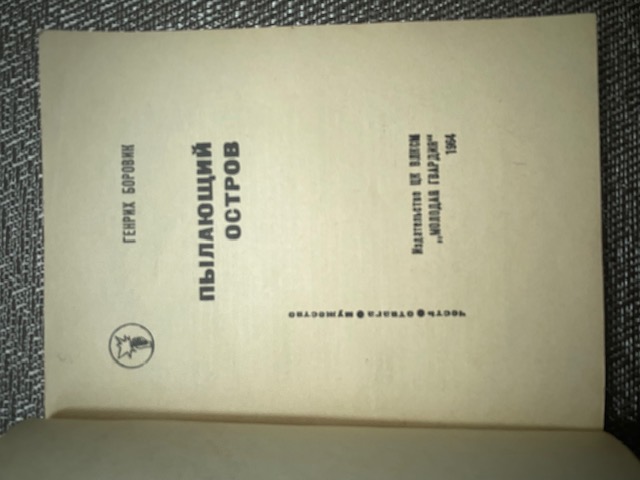 ГЕНРИХ БОРОВИК
ПЫЛАЮЩИЙ
ОСТРОВ
честь ● отвага ● мужество
Издательство ЦК ВЛКСМ
„МОЛОДАЯ ГВАРДИЯ“
1964